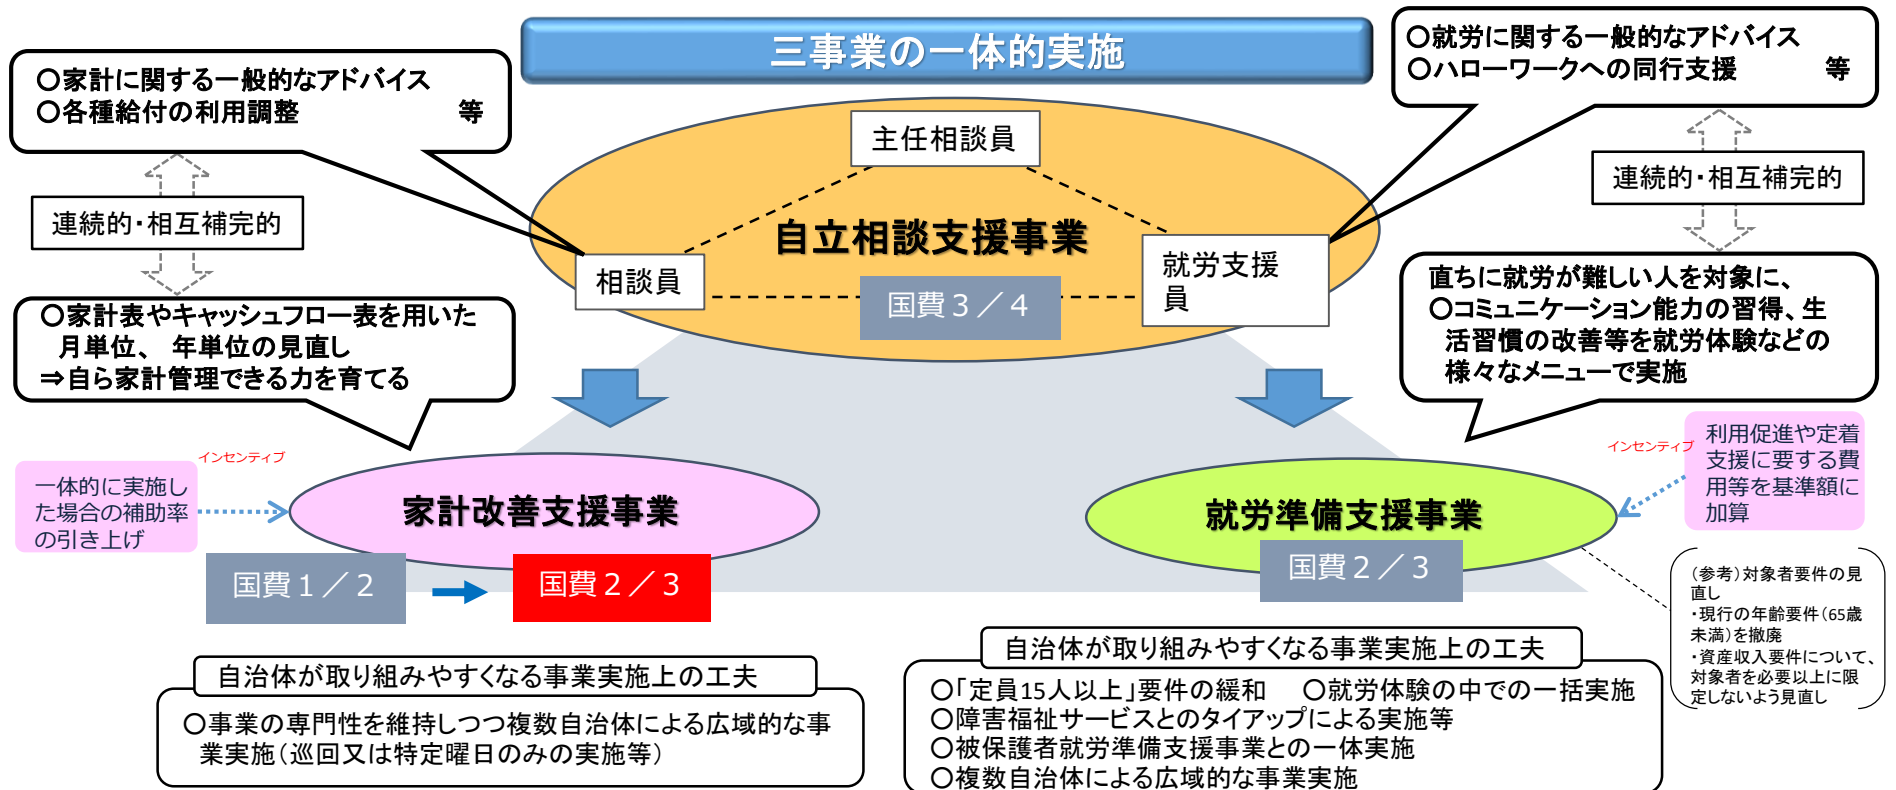 三事業の一体的実施
○家計に関する一般的なアドバイス
○各種給付の利用調整 等
○就労に関する一般的なアドバイス
○ハローワークへの同行支援 等
連続的・相互補完的
連続的・相互補完的
主任相談員
自立相談支援事業
相談員
就労支援
員
国費3/4
○家計表やキャッシュフロー表を用いた
月単位、 年単位の見直し
⇒自ら家計管理できる力を育てる
直ちに就労が難しい人を対象に、
○コミュニケーション能力の習得、生
活習慣の改善等を就労体験などの
様々なメニューで実施
インセンティブ
一体的に実施し
た場合の補助率
の引き上げ
家計改善支援事業
国費1/2
国費2/3
インセンティブ
利用促進や定着
支援に要する費
用等を基準額に
加算
就労準備支援事業
国費2/3
(参考)対象者要件の見
直し
・現行の年齢要件(65歳
未満)を撤廃
・資産収入要件について、
対象者を必要以上に限
定しないよう見直し
自治体が取り組みやすくなる事業実施上の工夫
○事業の専門性を維持しつつ複数自治体による広域的な事
業実施(巡回又は特定曜日のみの実施等)
自治体が取り組みやすくなる事業実施上の工夫
○「定員15人以上」要件の緩和 ○就労体験の中での一括実施
○障害福祉サービスとのタイアップによる実施等
○被保護者就労準備支援事業との一体実施
○複数自治体による広域的な事業実施